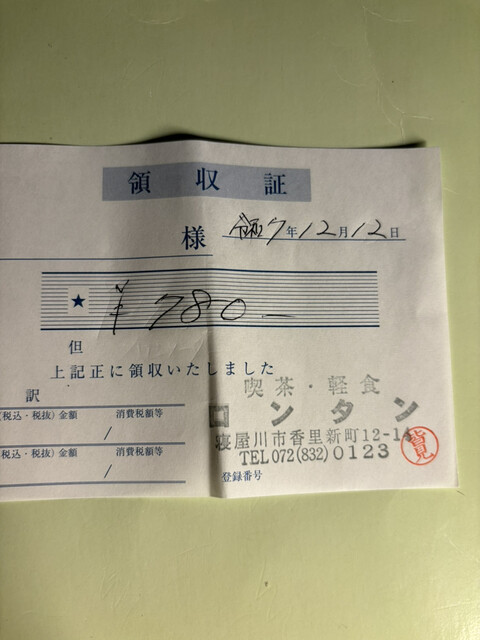 領収証
様 令和7年12月12日
★ ¥780-
但
上記正に領収いたしました
訳
(税込・税抜)金額 消費税額等
/
(税込・税抜)金額 消費税額等
/
喫茶・軽食
ロンタン
寝屋川市香里新町12-14
TEL072(832)0123
登録番号